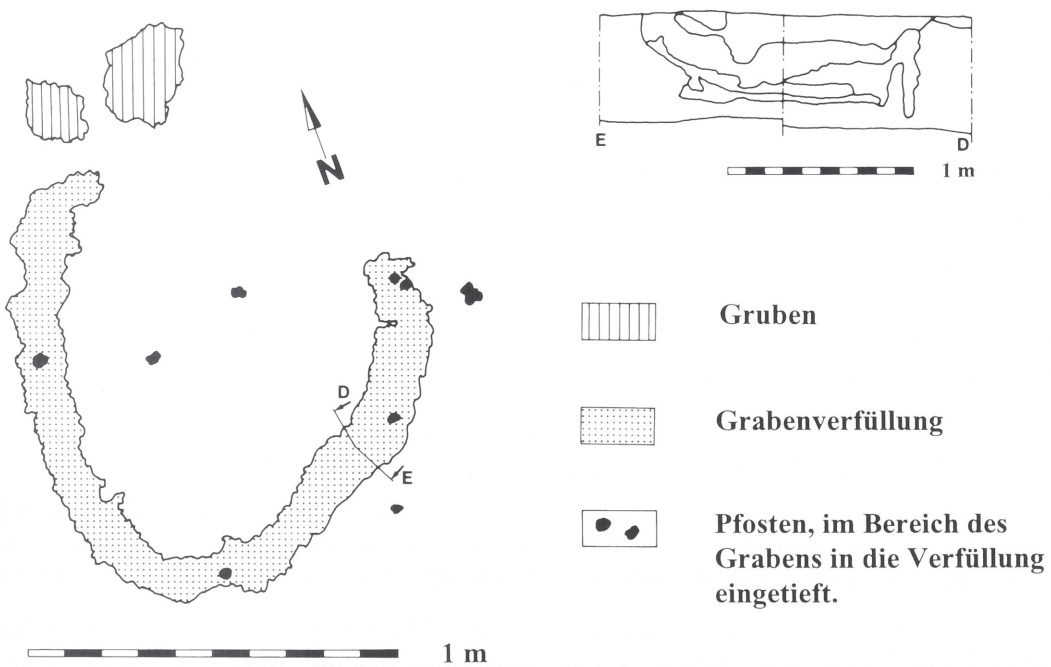 N
E
D
1 m
Gruben
D
E
Grabenverfüllung
Pfosten, im Bereich des
Grabens in die Verfüllung
eingetieft.
1 m